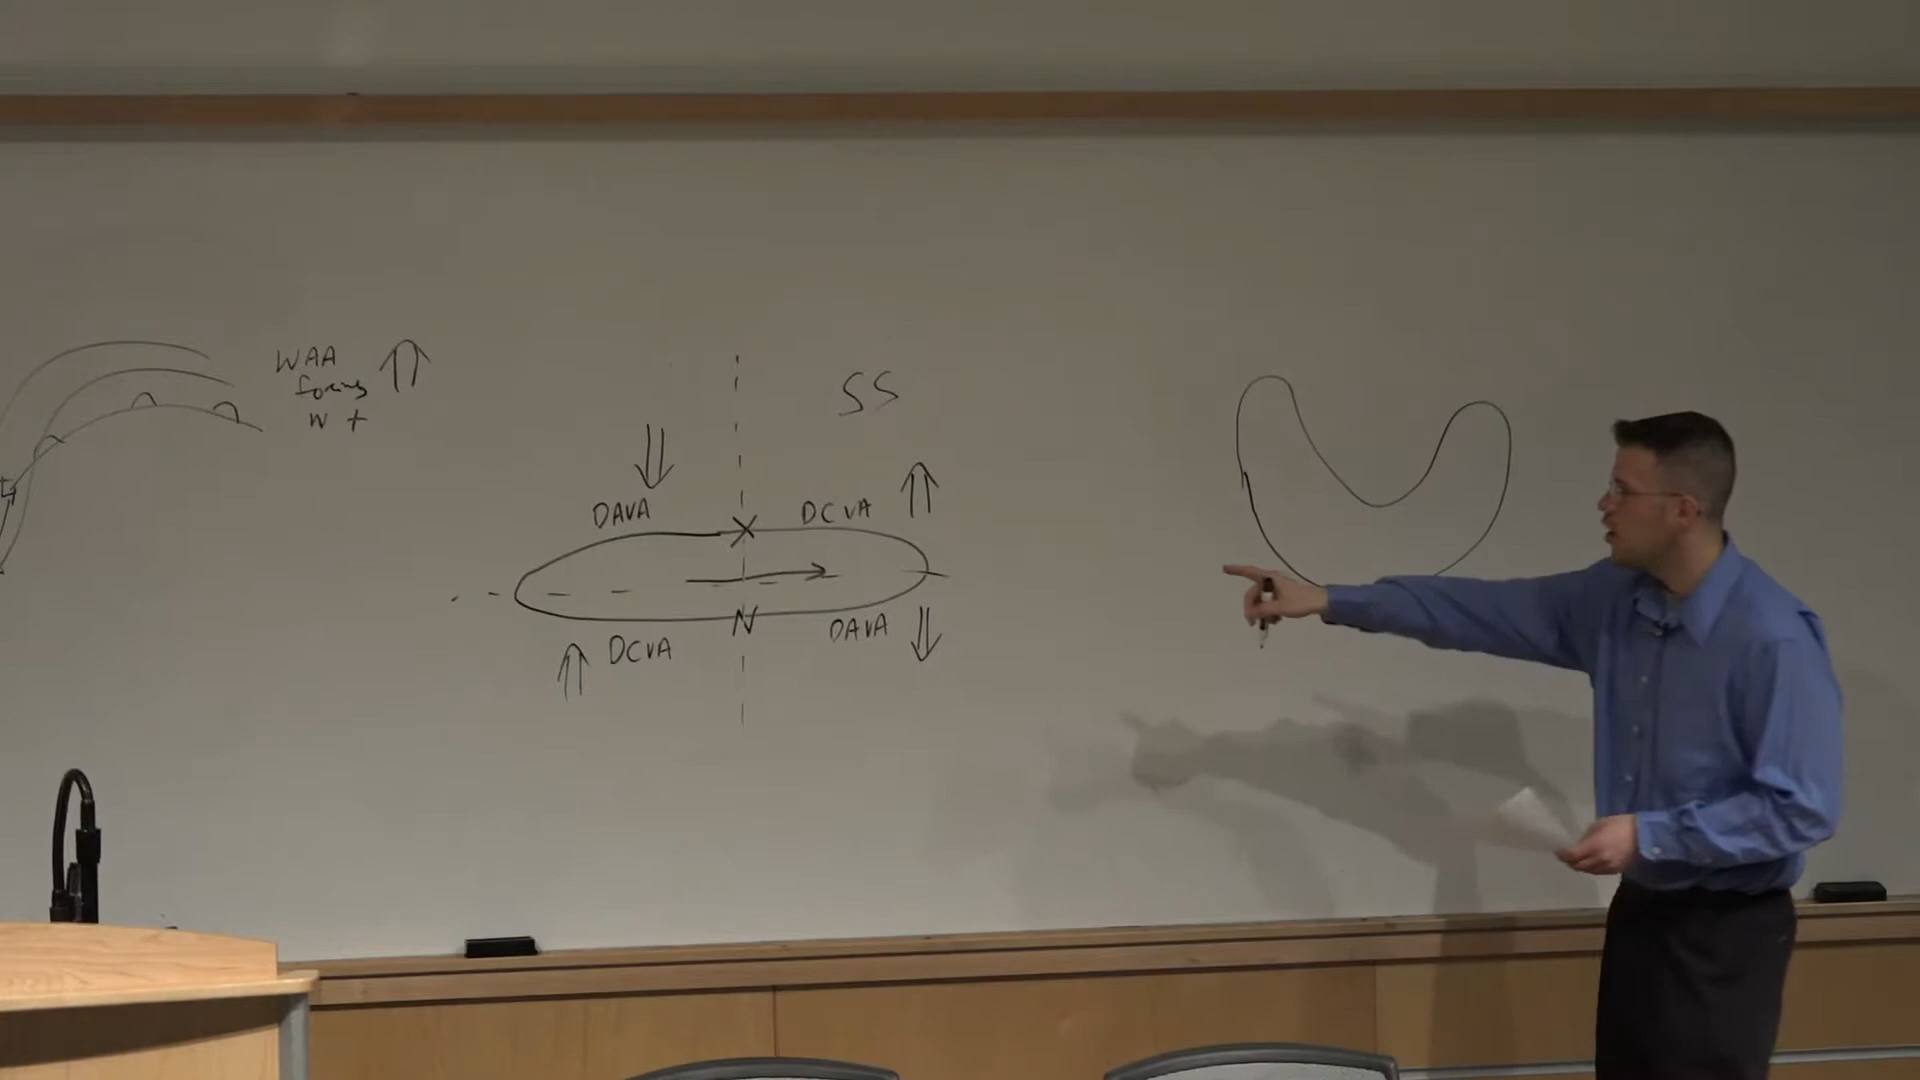 WAA
forcing
w +
SS
DAVA
DCVA
X
N
DCVA
DAVA